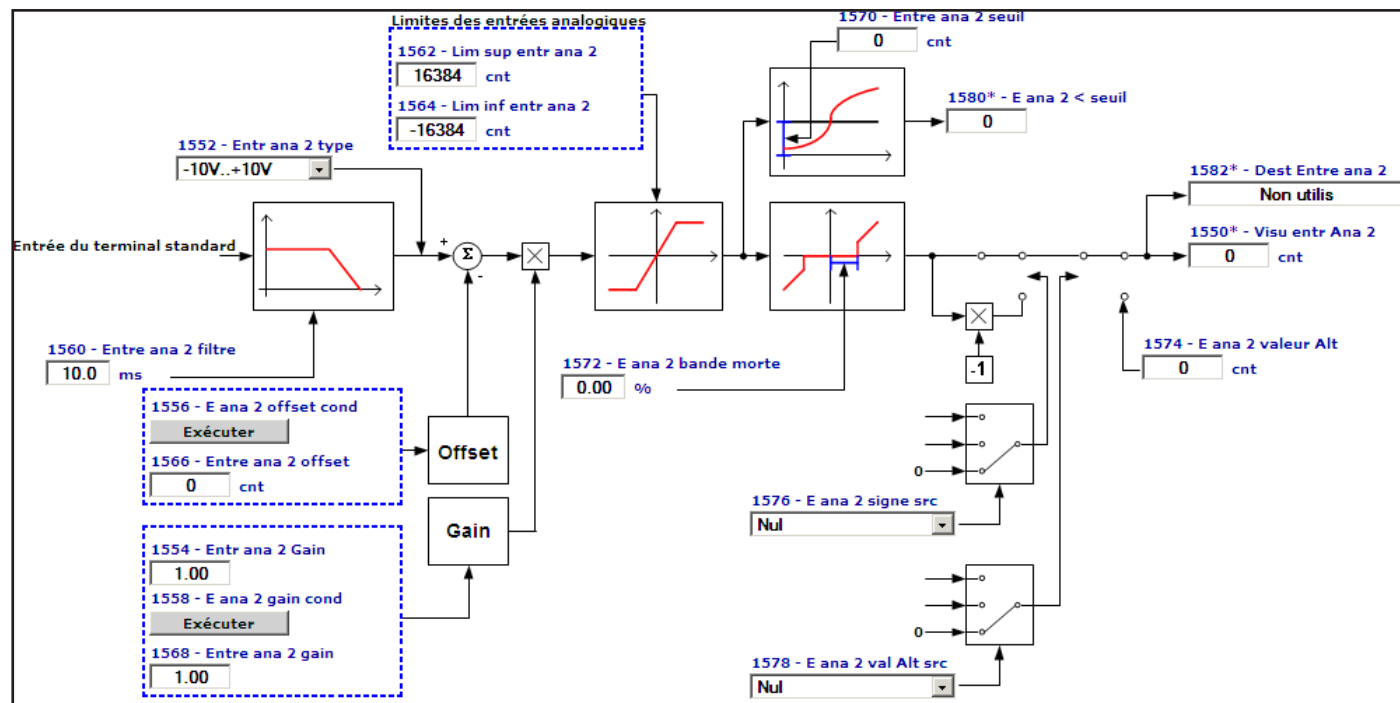 Limites des entrées analogiques
1562 - Lim sup entr ana 2
16384 cnt
1564 - Lim inf entr ana 2
-16384 cnt
1570 - Entre ana 2 seuil
0 cnt
1580* - E ana 2 < seuil
0
1552 - Entr ana 2 type
-10V..+10V
1582* - Dest Entre ana 2
Non utilis
Entrée du terminal standard
+
Σ
-
×
1550* - Visu entr Ana 2
0 cnt
1560 - Entre ana 2 filtre
10.0 ms
1572 - E ana 2 bande morte
0.00 %
×
-1
1574 - E ana 2 valeur Alt
0 cnt
1556 - E ana 2 offset cond
Exécuter
1566 - Entre ana 2 offset
0 cnt
Offset
0
1576 - E ana 2 signe src
Nul
Gain
1554 - Entr ana 2 Gain
1.00
1558 - E ana 2 gain cond
Exécuter
1568 - Entre ana 2 gain
1.00
0
1578 - E ana 2 val Alt src
Nul